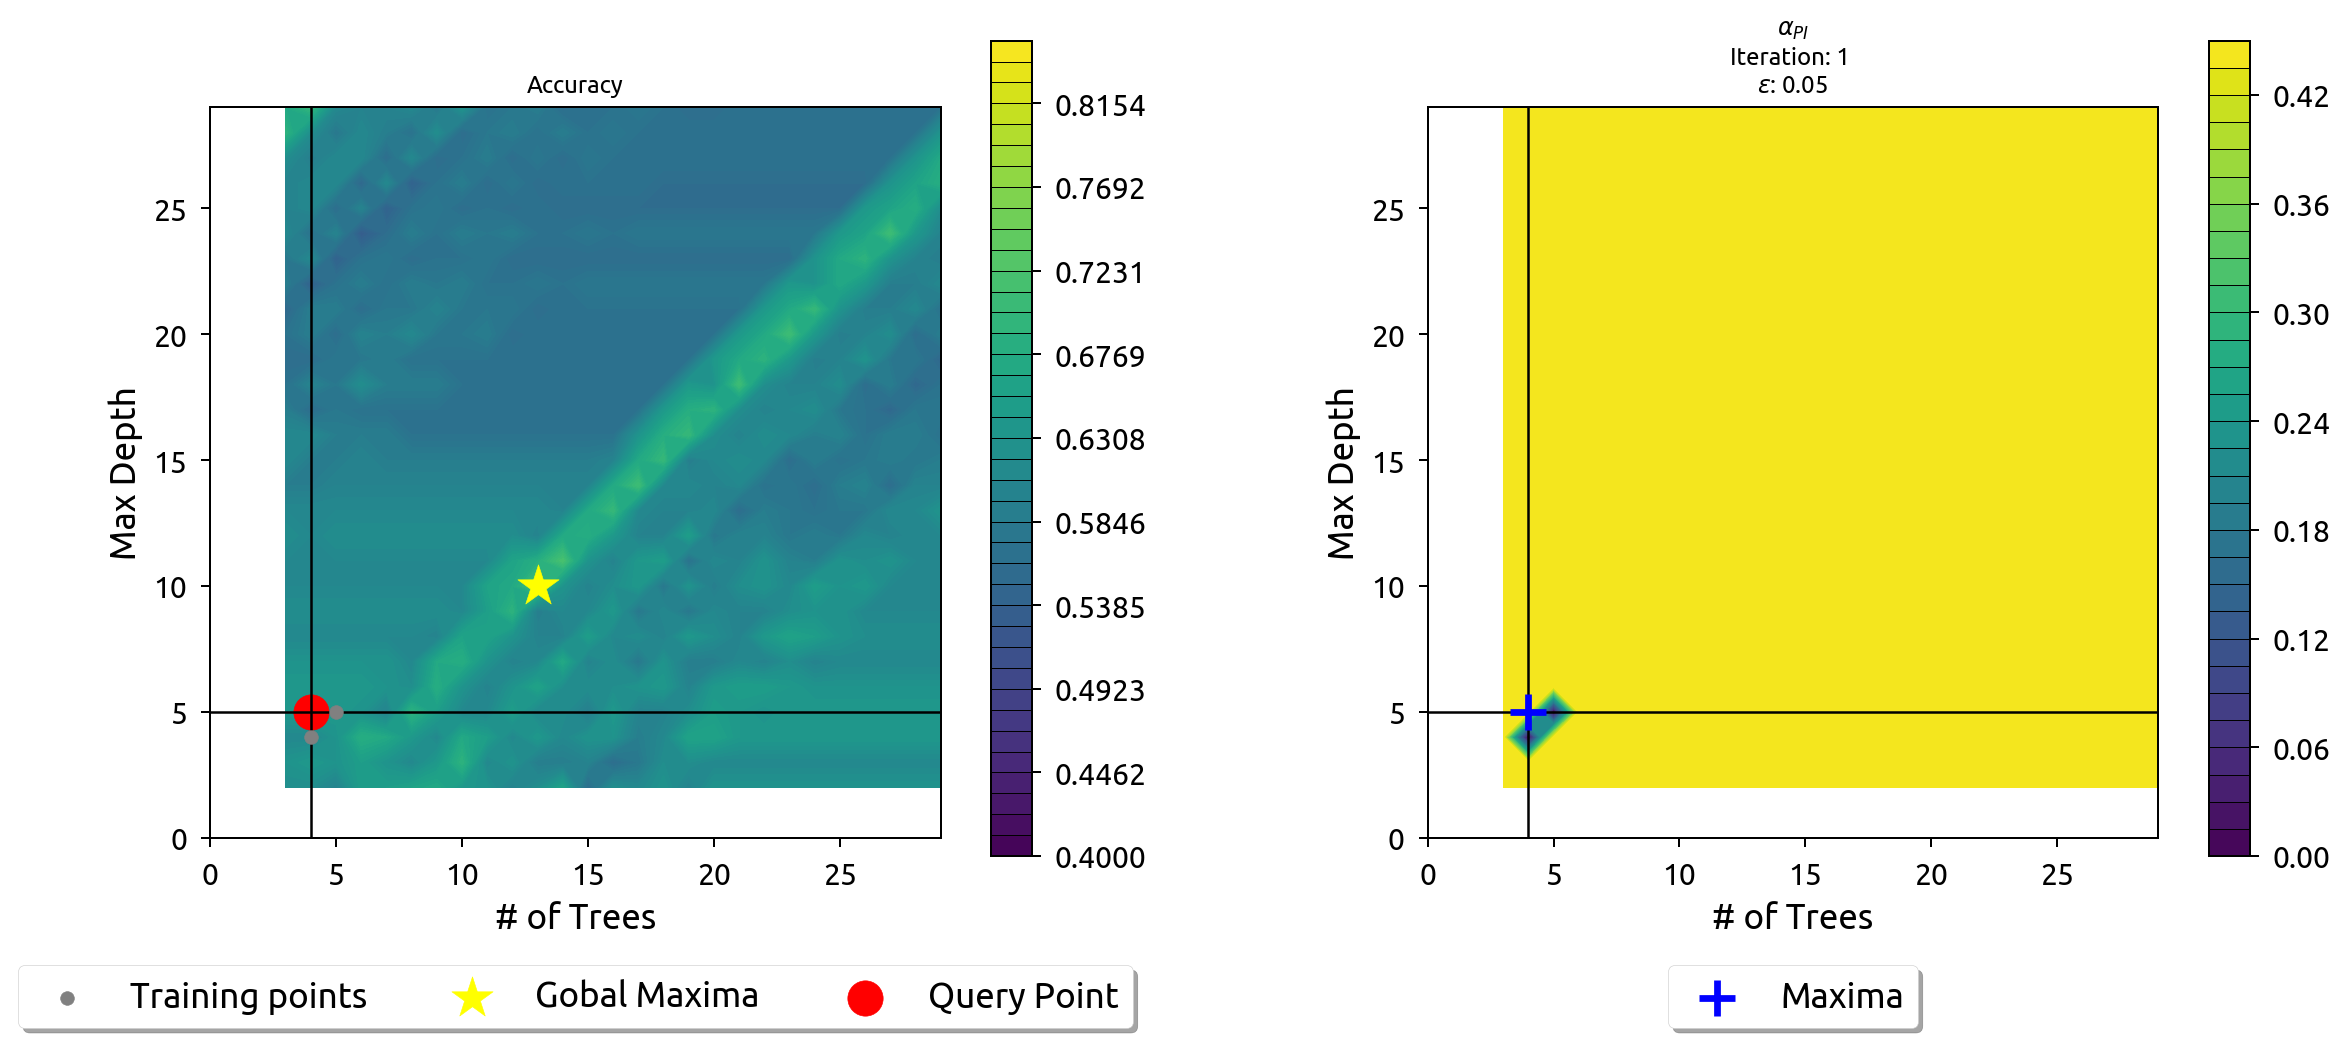 Accuracy
25
20
15
10
5
0
Max Depth
0 5 10 15 20 25
# of Trees
0.8154
0.7692
0.7231
0.6769
0.6308
0.5846
0.5385
0.4923
0.4462
0.4000
Training points
Gobal Maxima
Query Point
α_PI
Iteration: 1
ε: 0.05
25
20
15
10
5
0
Max Depth
0 5 10 15 20 25
# of Trees
0.42
0.36
0.30
0.24
0.18
0.12
0.06
0.00
Maxima